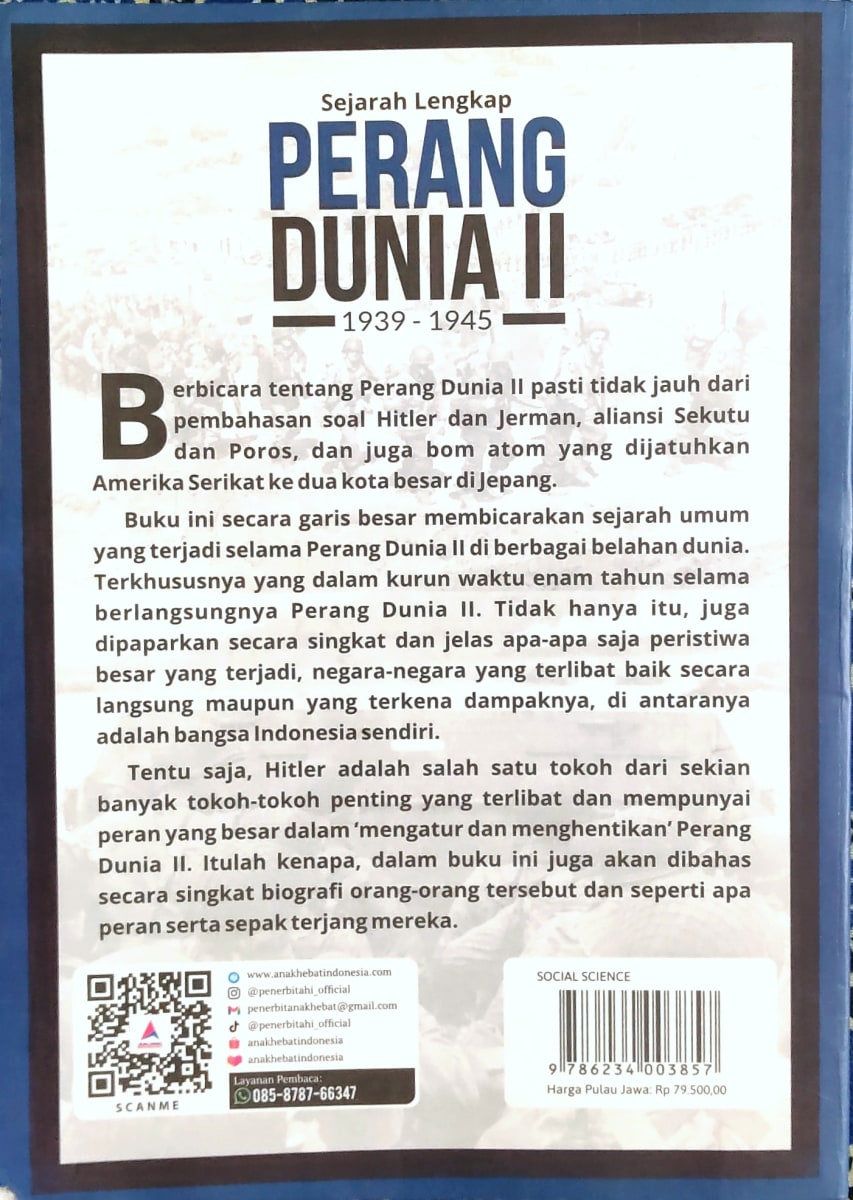 Sejarah Lengkap
PERANG
DUNIA II
1939 - 1945
Berbicara tentang Perang Dunia II pasti tidak jauh dari
pembahasan soal Hitler dan Jerman, aliansi Sekutu
dan Poros, dan juga bom atom yang dijatuhkan
Amerika Serikat ke dua kota besar di Jepang.
Buku ini secara garis besar membicarakan sejarah umum
yang terjadi selama Perang Dunia II di berbagai belahan dunia.
Terkhususnya yang dalam kurun waktu enam tahun selama
berlangsungnya Perang Dunia II. Tidak hanya itu, juga
dipaparkan secara singkat dan jelas apa-apa saja peristiwa
besar yang terjadi, negara-negara yang terlibat baik secara
langsung maupun yang terkena dampaknya, di antaranya
adalah bangsa Indonesia sendiri.
Tentu saja, Hitler adalah salah satu tokoh dari sekian
banyak tokoh-tokoh penting yang terlibat dan mempunyai
peran yang besar dalam 'mengatur dan menghentikan' Perang
Dunia II. Itulah kenapa, dalam buku ini juga akan dibahas
secara singkat biografi orang-orang tersebut dan seperti apa
peran serta sepak terjang mereka.
www.anakhebatindonesia.com
@penerbitahi_official
penerbitanakhebat@gmail.com
@penerbitahi_official
anakhebatindonesia
anakhebatindonesia
Layanan Pembaca:
085-8787-66347
SCANME
SOCIAL SCIENCE
9 786234 003857
Harga Pulau Jawa: Rp 79.500,00